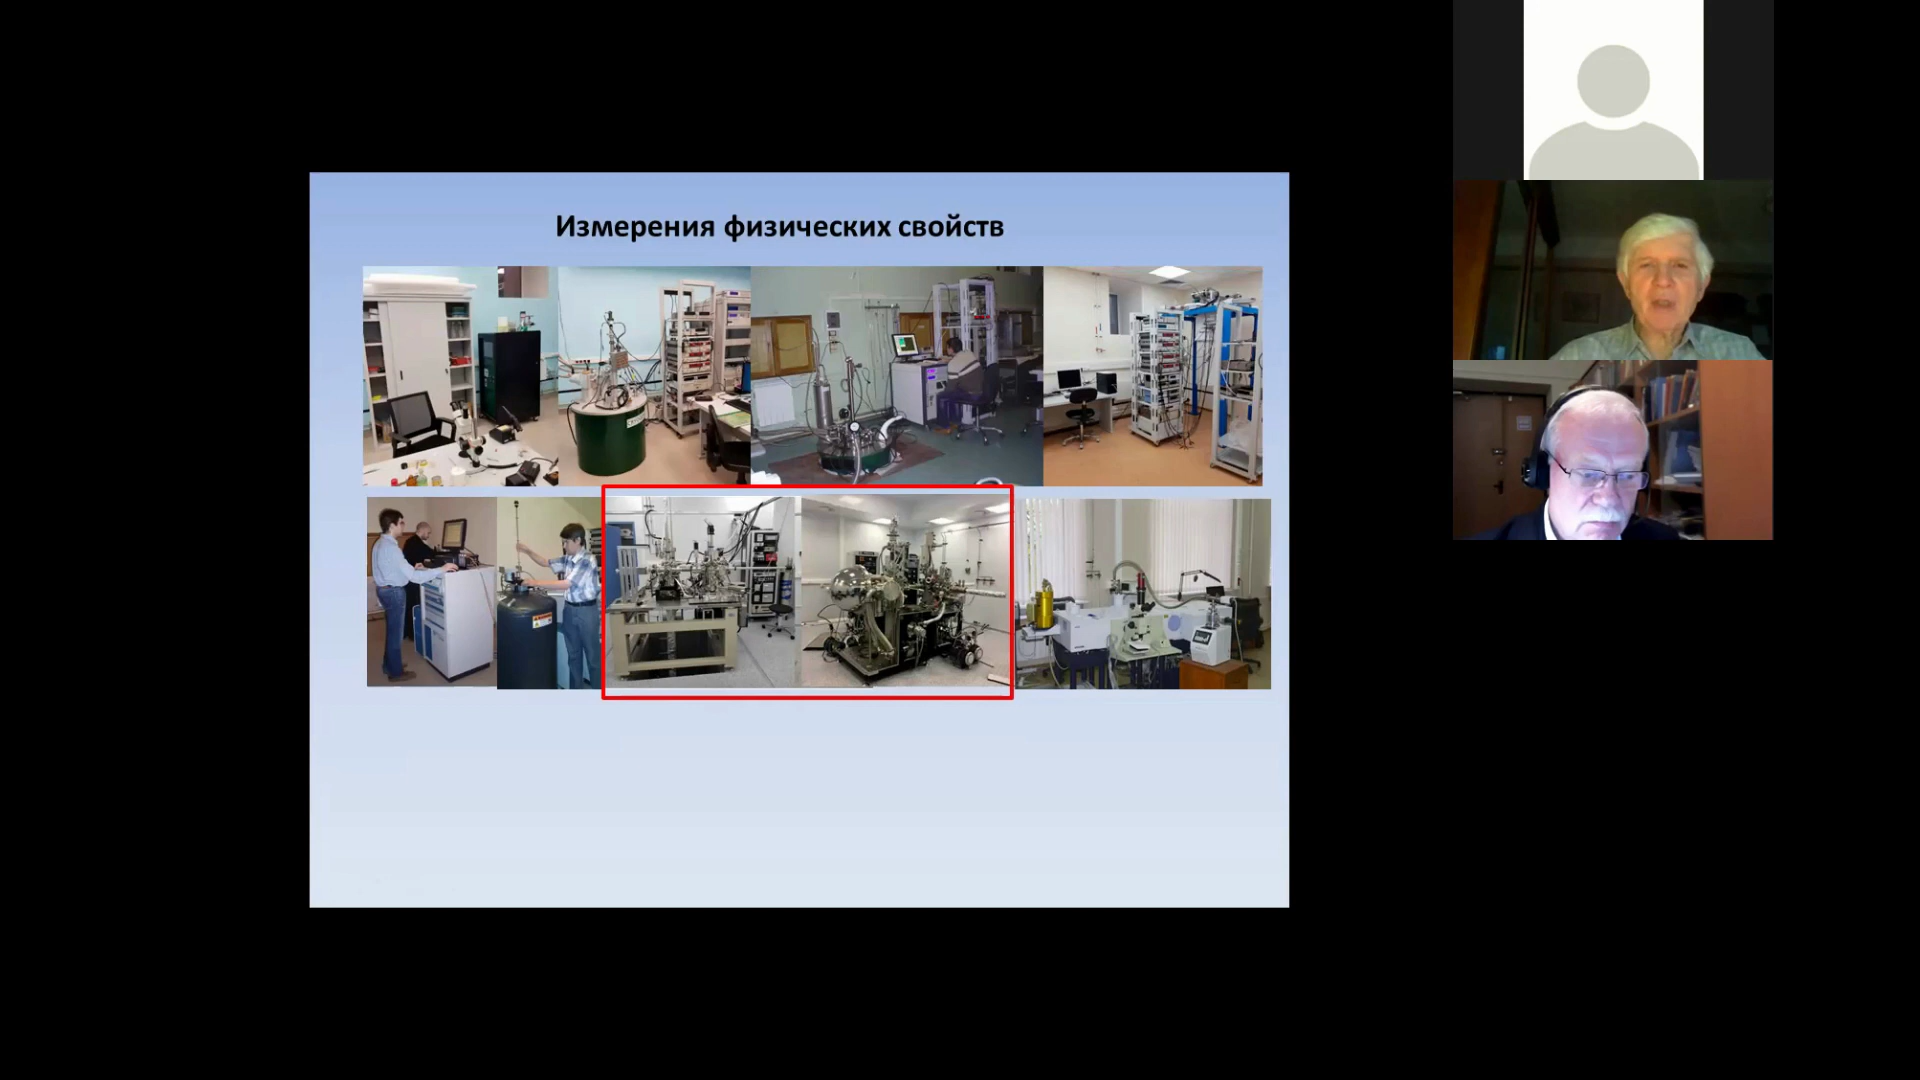 Измерения физических свойств